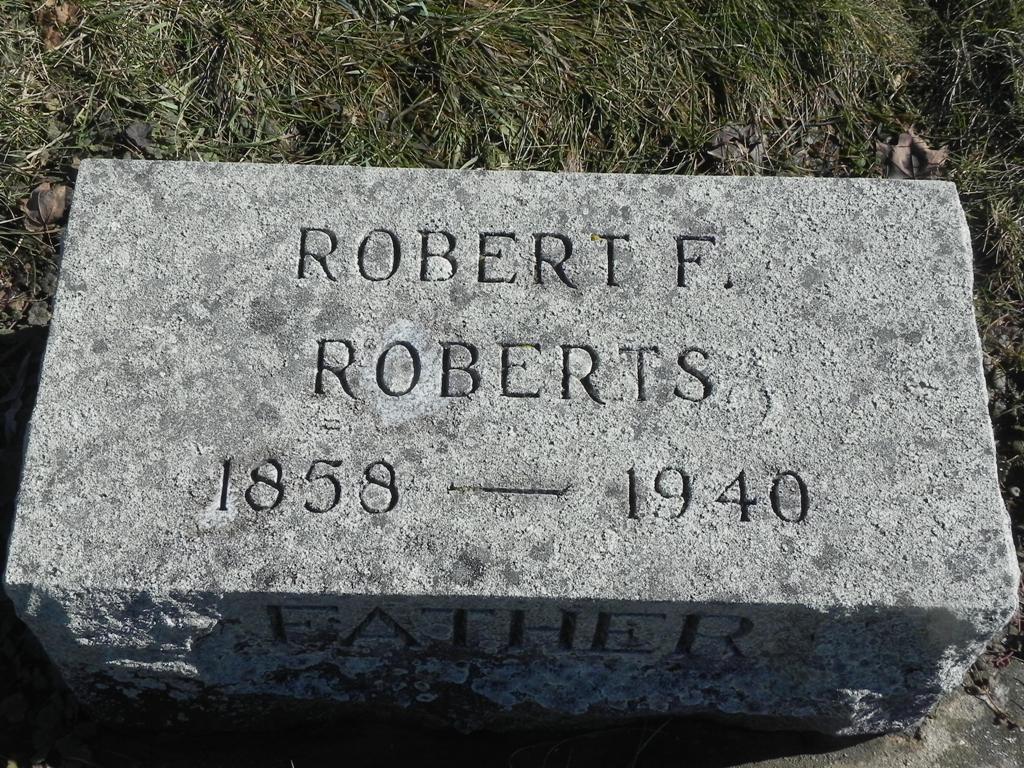 ROBERT F.
ROBERTS
1858 — 1940
FATHER